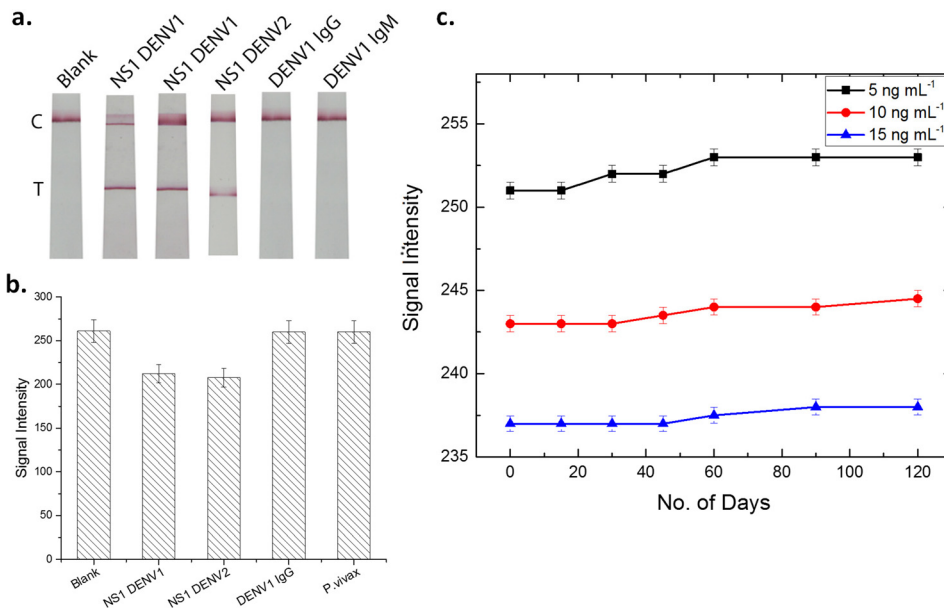 a.
Blank
NS1 DENV1
NS1 DENV1
NS1 DENV2
DENV1 IgG
DENV1 IgM
C
T
b.
300
250
200
150
100
50
0
Signal Intensity
Blank
NS1 DENV1
NS1 DENV2
DENV1 IgG
P.vivax
c.
5 ng mL⁻¹
10 ng mL⁻¹
15 ng mL⁻¹
255
250
245
240
235
Signal Intensity
0 20 40 60 80 100 120
No. of Days